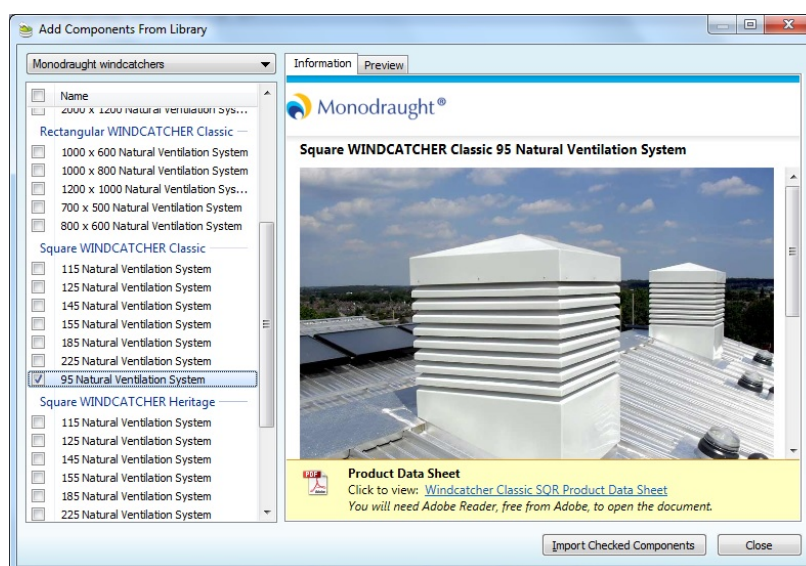 Add Components From Library
Monodraught windcatchers
Name
2000 x 1200 Natural Ventilation Sys...
Rectangular WINDCATCHER Classic
1000 x 600 Natural Ventilation System
1000 x 800 Natural Ventilation System
1200 x 1000 Natural Ventilation Sys...
700 x 500 Natural Ventilation System
800 x 600 Natural Ventilation System
Square WINDCATCHER Classic
115 Natural Ventilation System
125 Natural Ventilation System
145 Natural Ventilation System
155 Natural Ventilation System
185 Natural Ventilation System
225 Natural Ventilation System
95 Natural Ventilation System
Square WINDCATCHER Heritage
115 Natural Ventilation System
125 Natural Ventilation System
145 Natural Ventilation System
155 Natural Ventilation System
185 Natural Ventilation System
225 Natural Ventilation System
Information Preview
Monodraught®
Square WINDCATCHER Classic 95 Natural Ventilation System
PDF
Product Data Sheet
Click to view: Windcatcher Classic SQR Product Data Sheet
You will need Adobe Reader, free from Adobe, to open the document.
Import Checked Components Close